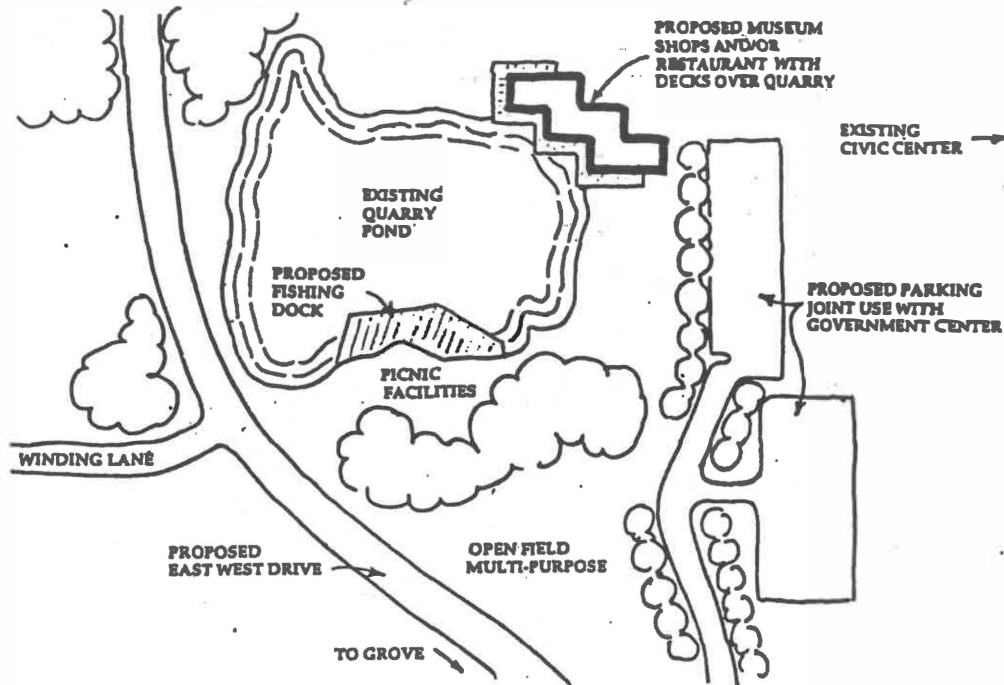 PROPOSED MUSEUM
SHOPS AND/OR
RESTAURANT WITH
DECKS OVER QUARRY
EXISTING
CIVIC CENTER
EXISTING
QUARRY
POND
PROPOSED
FISHING
DOCK
PROPOSED PARKING
JOINT USE WITH
GOVERNMENT CENTER
PICNIC
FACILITIES
WINDING LANE
PROPOSED
EAST WEST DRIVE
OPEN FIELD
MULTI-PURPOSE
TO GROVE